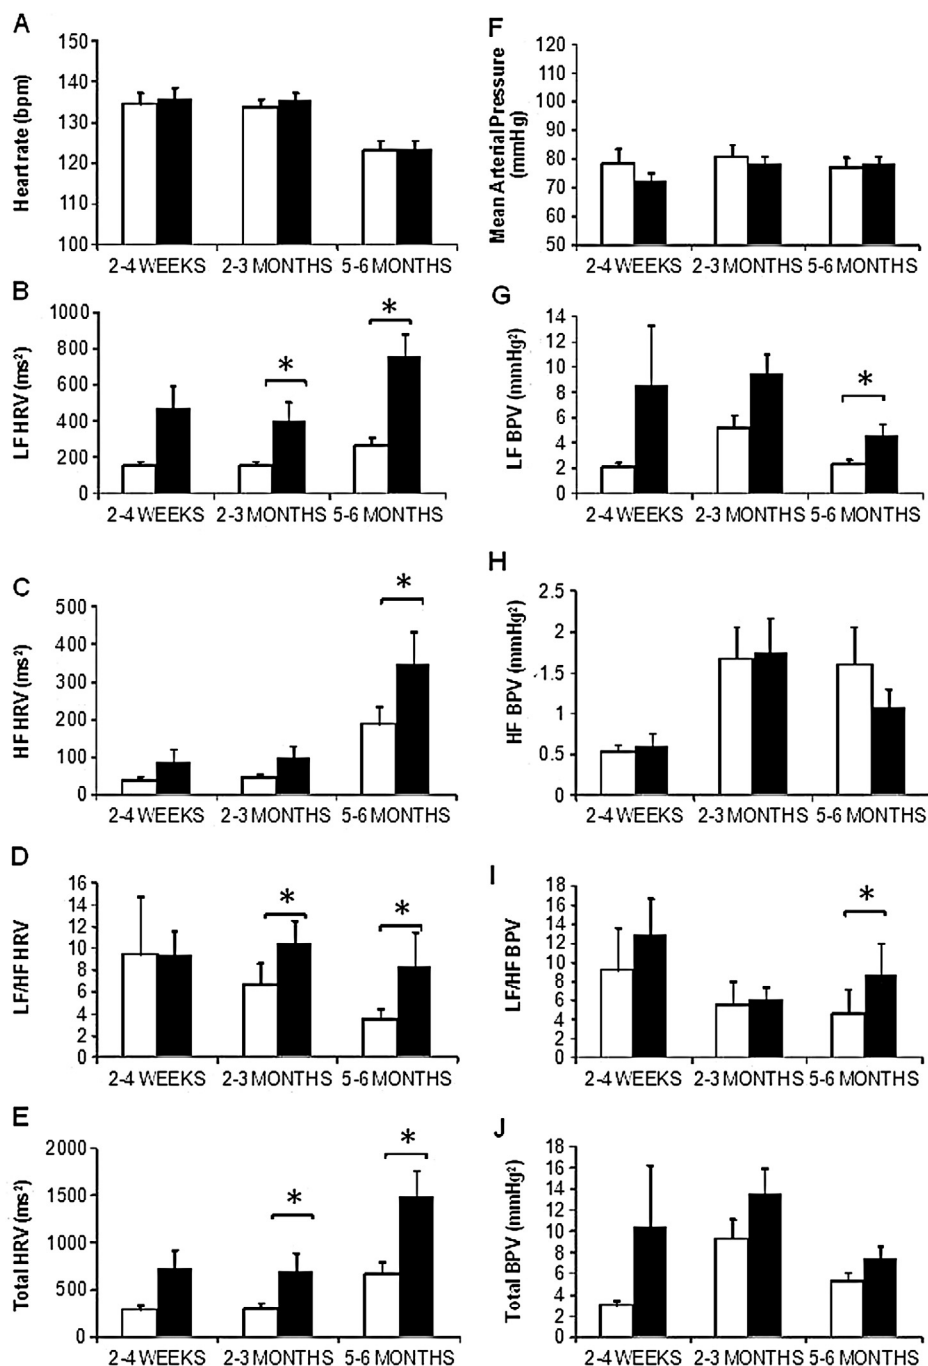 A
Heart rate (bpm)
150
140
130
120
110
100
2-4 WEEKS 2-3 MONTHS 5-6 MONTHS
B
LF HRV (ms²)
1000
800
600
400
200
0
*
*
2-4 WEEKS 2-3 MONTHS 5-6 MONTHS
C
HF HRV (ms²)
500
400
300
200
100
0
*
2-4 WEEKS 2-3 MONTHS 5-6 MONTHS
D
LF/HF HRV
16
14
12
10
8
6
4
2
0
*
*
2-4 WEEKS 2-3 MONTHS 5-6 MONTHS
E
Total HRV (ms²)
2000
1500
1000
500
0
*
*
2-4 WEEKS 2-3 MONTHS 5-6 MONTHS
F
Mean Arterial Pressure
(mmHg)
120
110
100
90
80
70
60
50
2-4 WEEKS 2-3 MONTHS 5-6 MONTHS
G
LF BPV (mmHg²)
14
12
10
8
6
4
2
0
*
2-4 WEEKS 2-3 MONTHS 5-6 MONTHS
H
HF BPV (mmHg²)
2.5
2
1.5
1
0.5
0
2-4 WEEKS 2-3 MONTHS 5-6 MONTHS
I
LF/HF BPV
18
16
14
12
10
8
6
4
2
0
*
2-4 WEEKS 2-3 MONTHS 5-6 MONTHS
J
Total
BPV (mmHg²)
18
16
14
12
10
8
6
4
2
0
2-4 WEEKS 2-3 MONTHS 5-6 MONTHS